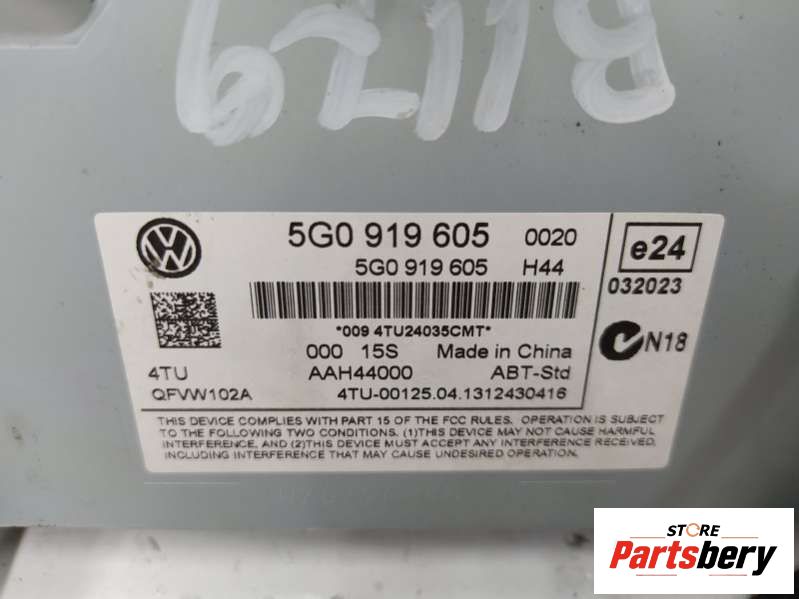 62118
5G0 919 605 0020
5G0 919 605 H44
e24
032023
*009 4TU24035CMT*
000 15S Made in China
N18
4TU AAH44000 ABT-Std
QFVW102A 4TU-00125.04.1312430416
THIS DEVICE COMPLIES WITH PART 15 OF THE FCC RULES. OPERATION IS SUBJECT
TO THE FOLLOWING TWO CONDITIONS. (1)THIS DEVICE MAY NOT CAUSE HARMFUL
INTERFERENCE, AND (2)THIS DEVICE MUST ACCEPT ANY INTERFERENCE RECEIVED,
INCLUDING INTERFERENCE THAT MAY CAUSE UNDESIRED OPERATION.
STORE
Partsbery